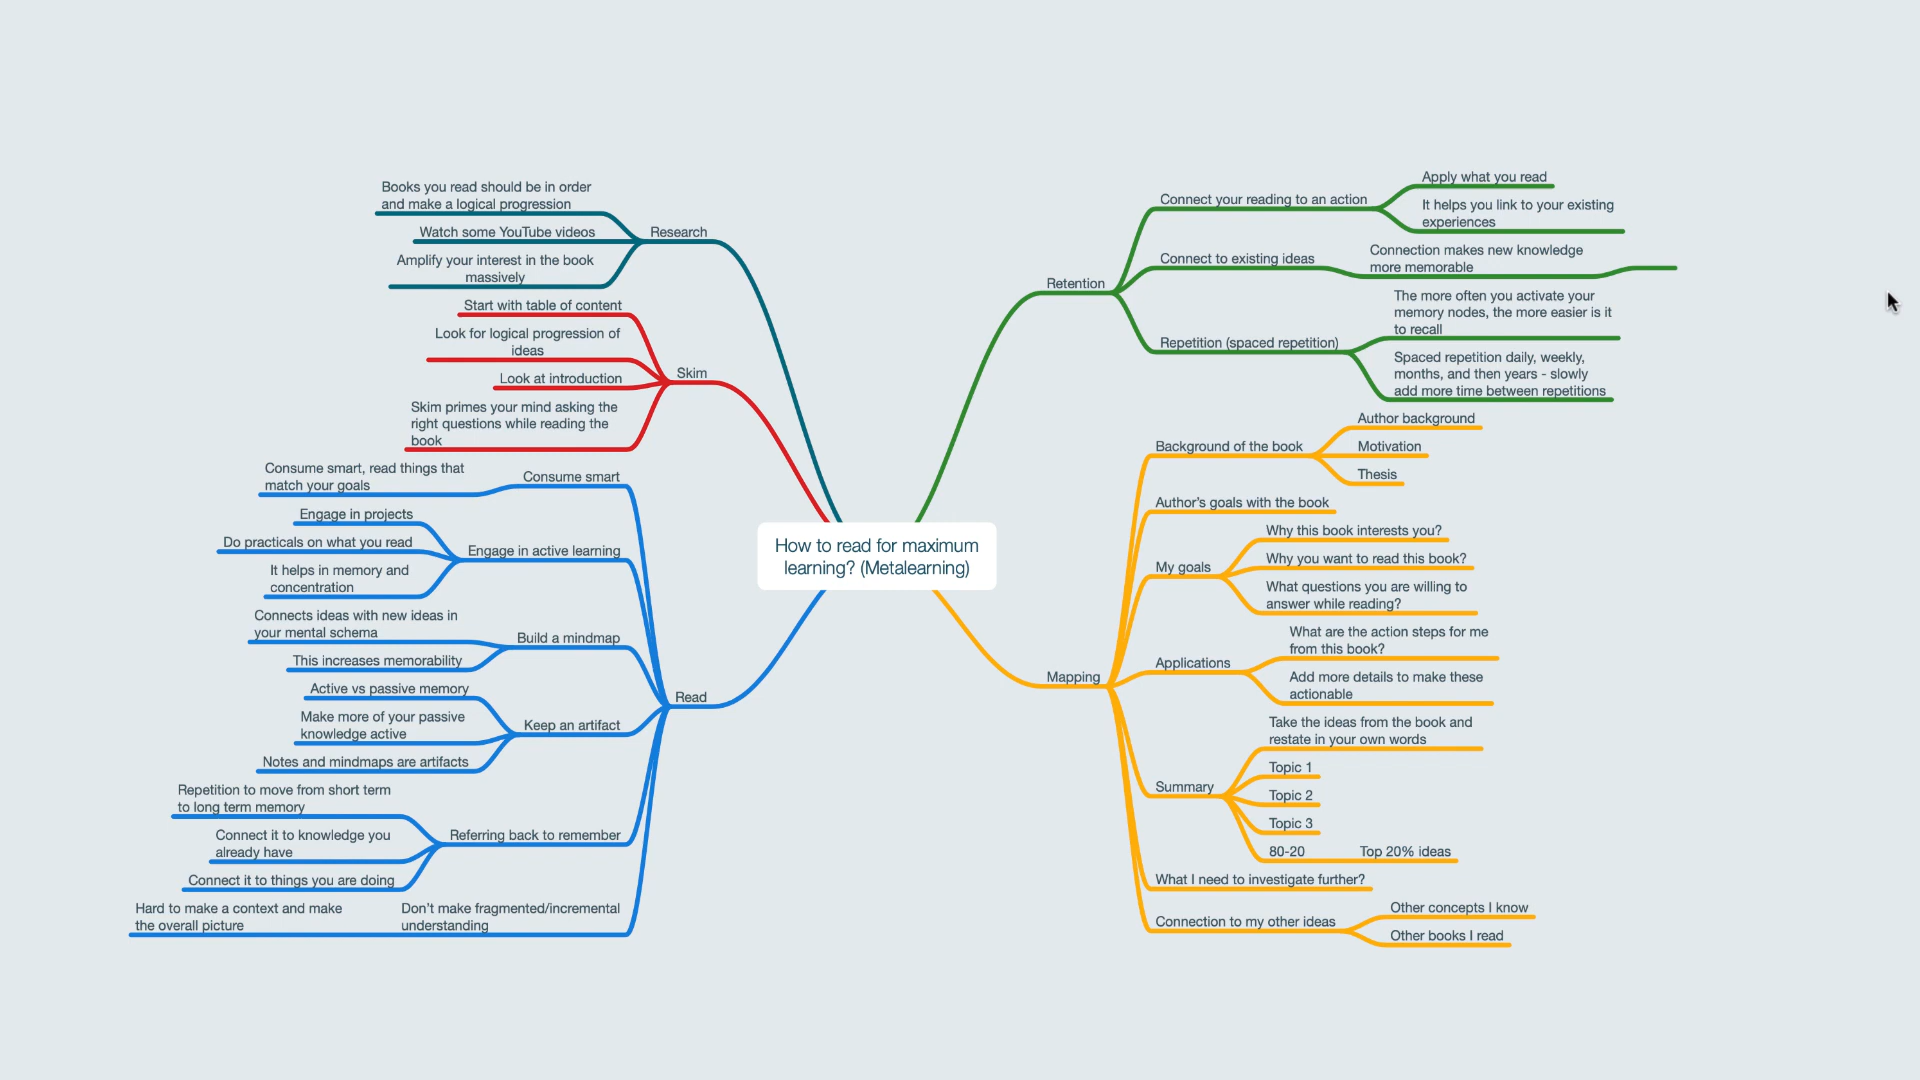 How to read for maximum
learning? (Metalearning)
Research
Books you read should be in order
and make a logical progression
Watch some YouTube videos
Amplify your interest in the book
massively
Skim
Start with table of content
Look for logical progression of
ideas
Look at introduction
Skim primes your mind asking the
right questions while reading the
book
Read
Consume smart
Consume smart, read things that
match your goals
Engage in active learning
Engage in projects
Do practicals on what you read
It helps in memory and
concentration
Build a mindmap
Connects ideas with new ideas in
your mental schema
This increases memorability
Keep an artifact
Active vs passive memory
Make more of your passive
knowledge active
Notes and mindmaps are artifacts
Referring back to remember
Repetition to move from short term
to long term memory
Connect it to knowledge you
already have
Connect it to things you are doing
Don't make fragmented/incremental
understanding
Hard to make a context and make
the overall picture
Retention
Connect your reading to an action
Apply what you read
It helps you link to your existing
experiences
Connect to existing ideas
Connection makes new knowledge
more memorable
Repetition (spaced repetition)
The more often you activate your
memory nodes, the more easier is it
to recall
Spaced repetition daily, weekly,
months, and then years - slowly
add more time between repetitions
Mapping
Background of the book
Author background
Motivation
Thesis
Author's goals with the book
My goals
Why this book interests you?
Why you want to read this book?
What questions you are willing to
answer while reading?
Applications
What are the action steps for me
from this book?
Add more details to make these
actionable
Summary
Take the ideas from the book and
restate in your own words
Topic 1
Topic 2
Topic 3
80-20
Top 20% ideas
What I need to investigate further?
Connection to my other ideas
Other concepts I know
Other books I read